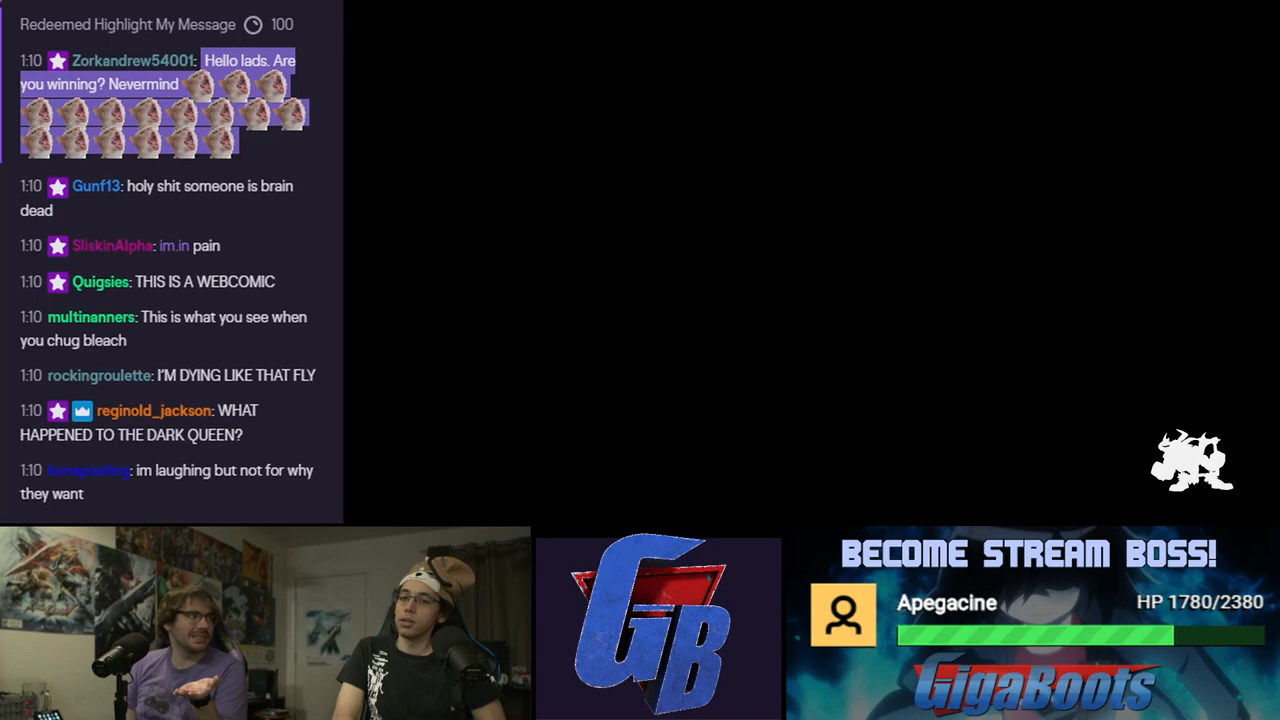 Redeemed Highlight My Message 100
1:10 Zorkandrew54001: Hello lads. Are
you winning? Nevermind
1:10 Gunf13: holy shit someone is brain
dead
1:10 SliskinAlpha: im.in pain
1:10 Quigsies: THIS IS A WEBCOMIC
1:10 multinanners: This is what you see when
you chug bleach
1:10 rockingroulette: I'M DYING LIKE THAT FLY
1:10 reginold_jackson: WHAT
HAPPENED TO THE DARK QUEEN?
1:10 konaposting: im laughing but not for why
they want
GB
BECOME STREAM BOSS!
Apegacine HP 1780/2380
GigaBoots